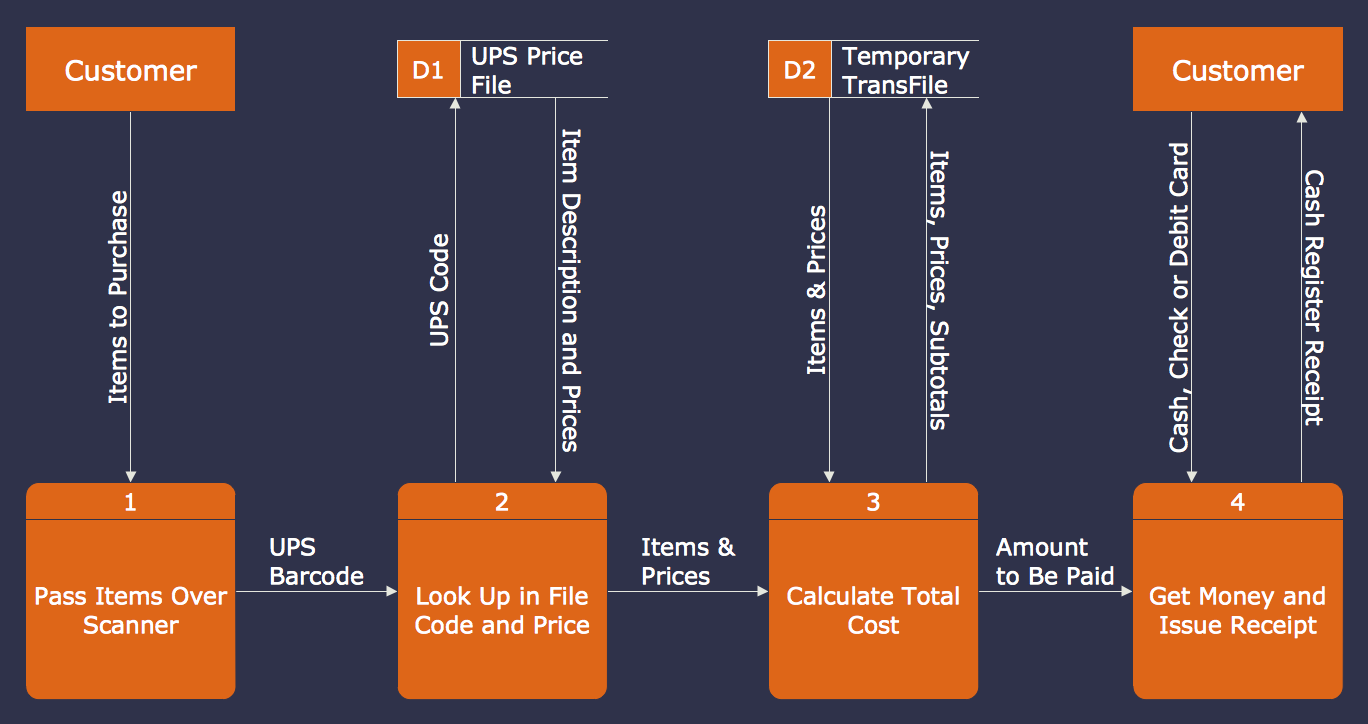 Customer
D1
UPS Price
File
D2
Temporary
TransFile
Customer
Items to Purchase
UPS Code
Item Description and Prices
Items & Prices
Items, Prices, Subtotals
Cash, Check or Debit Card
Cash Register Receipt
1
Pass Items Over
Scanner
UPS
Barcode
2
Look Up in File
Code and Price
Items &
Prices
3
Calculate Total
Cost
Amount
to Be Paid
4
Get Money and
Issue Receipt